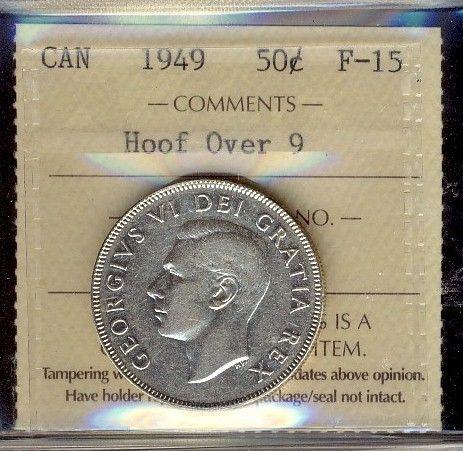 CAN 1949 50¢ F-15
— COMMENTS —
Hoof Over 9
— NO. —
GEORGIVS VI DEI GRATIA REX
IS A
ITEM.
Tampering dates above opinion.
Have holder seal not intact.